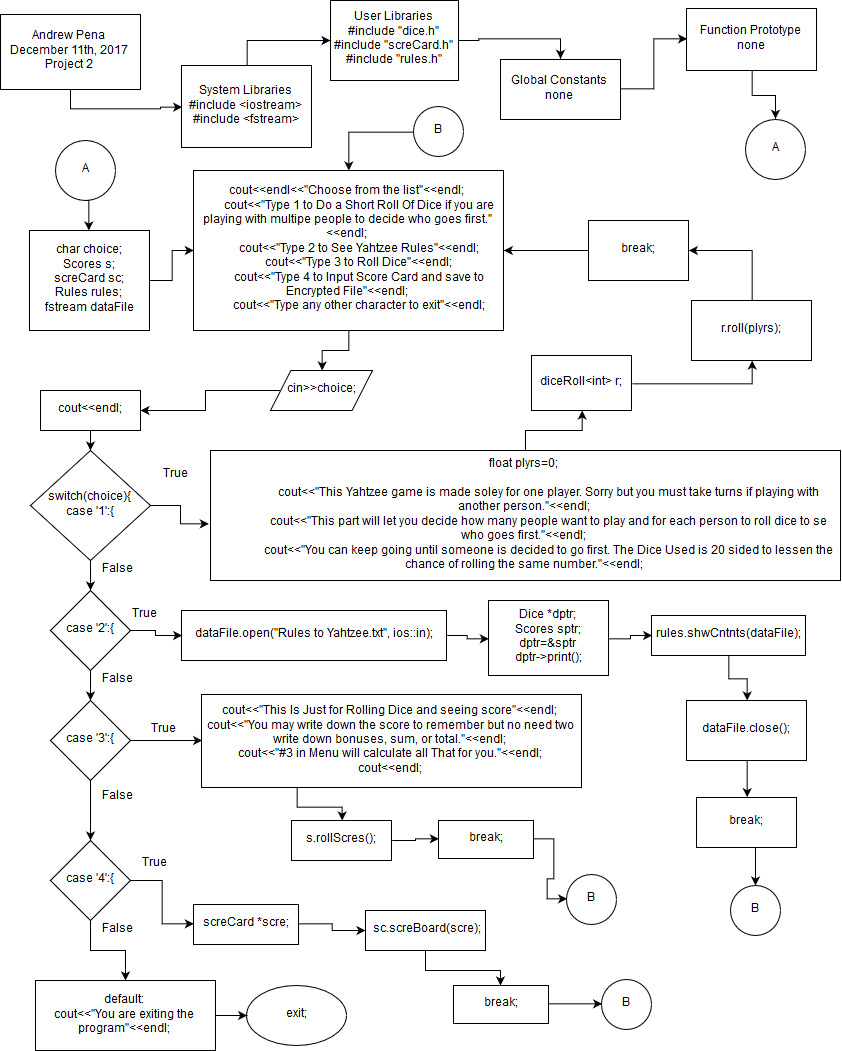 Andrew Pena
December 11th, 2017
Project 2
System Libraries
#include <iostream>
#include <fstream>
User Libraries
#include "dice.h"
#include "screCard.h"
#include "rules.h"
Global Constants
none
Function Prototype
none
A
B
A
char choice;
Scores s;
screCard sc;
Rules rules;
fstream dataFile
cout<<endl<<"Choose from the list"<<endl;
cout<<"Type 1 to Do a Short Roll Of Dice if you are
playing with multipe people to decide who goes first."
<<endl;
cout<<"Type 2 to See Yahtzee Rules"<<endl;
cout<<"Type 3 to Roll Dice"<<endl;
cout<<"Type 4 to Input Score Card and save to
Encrypted File"<<endl;
cout<<"Type any other character to exit"<<endl;
break;
r.roll(plyrs);
diceRoll<int> r;
cin>>choice;
cout<<endl;
switch(choice){
case '1':{
True
False
float plyrs=0;
cout<<"This Yahtzee game is made soley for one player. Sorry but you must take turns if playing with
another person."<<endl;
cout<<"This part will let you decide how many people want to play and for each person to roll dice to se
who goes first."<<endl;
cout<<"You can keep going until someone is decided to go first. The Dice Used is 20 sided to lessen the
chance of rolling the same number."<<endl;
case '2':{
True
False
dataFile.open("Rules to Yahtzee.txt", ios::in);
Dice *dptr;
Scores sptr;
dptr=&sptr
dptr->print();
rules.shwCntnts(dataFile);
dataFile.close();
break;
B
case '3':{
True
False
cout<<"This Is Just for Rolling Dice and seeing score"<<endl;
cout<<"You may write down the score to remember but no need two
write down bonuses, sum, or total."<<endl;
cout<<"#3 in Menu will calculate all That for you."<<endl;
cout<<endl;
s.rollScres();
break;
B
case '4':{
True
False
screCard *scre;
sc.screBoard(scre);
break;
B
default:
cout<<"You are exiting the
program"<<endl;
exit;